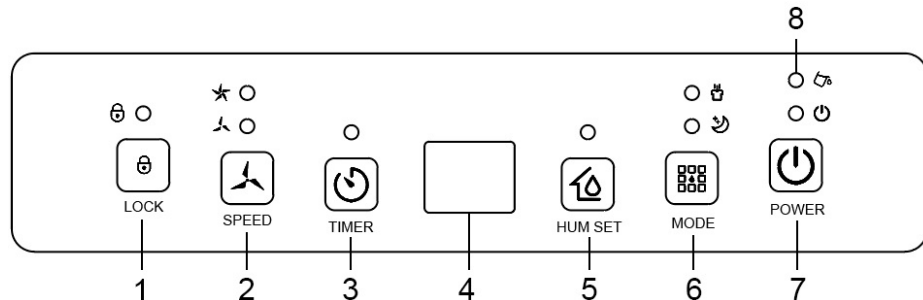 8
LOCK
SPEED
TIMER
HUM SET
MODE
POWER
1
2
3
4
5
6
7